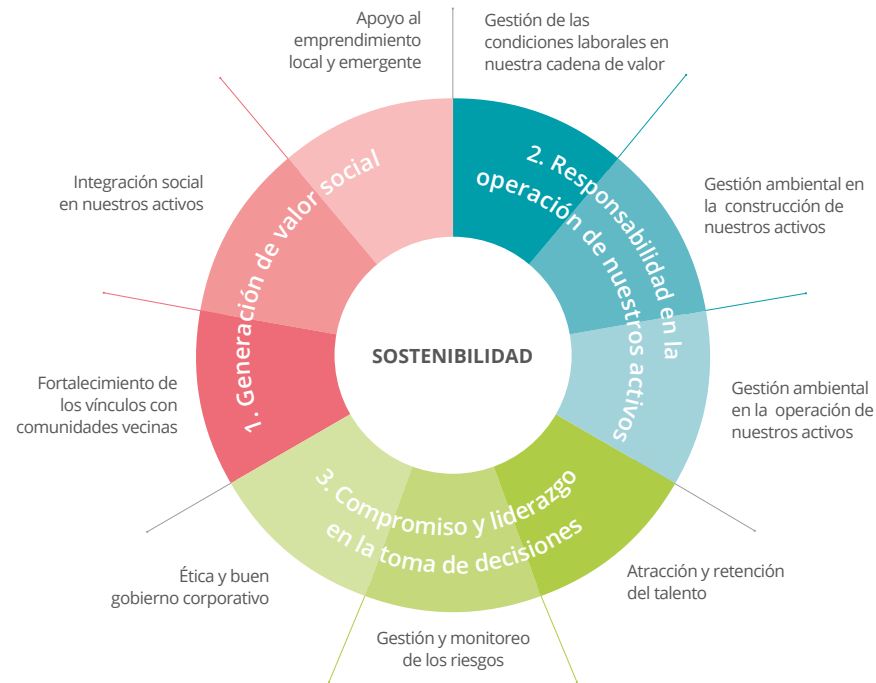 Apoyo al
emprendimiento
local y emergente
Gestión de las
condiciones laborales en
nuestra cadena de valor
Integración social
en nuestros activos
Gestión ambiental en
la construcción de
nuestros activos
1. Generación de valor social
2. Responsabilidad en la
operación de nuestros activos
SOSTENIBILIDAD
Fortalecimiento de
los vínculos con
comunidades vecinas
Gestión ambiental
en la operación de
nuestros activos
3. Compromiso y liderazgo
en la toma de decisiones
Ética y buen
gobierno corporativo
Atracción y retención
del talento
Gestión y monitoreo
de los riesgos